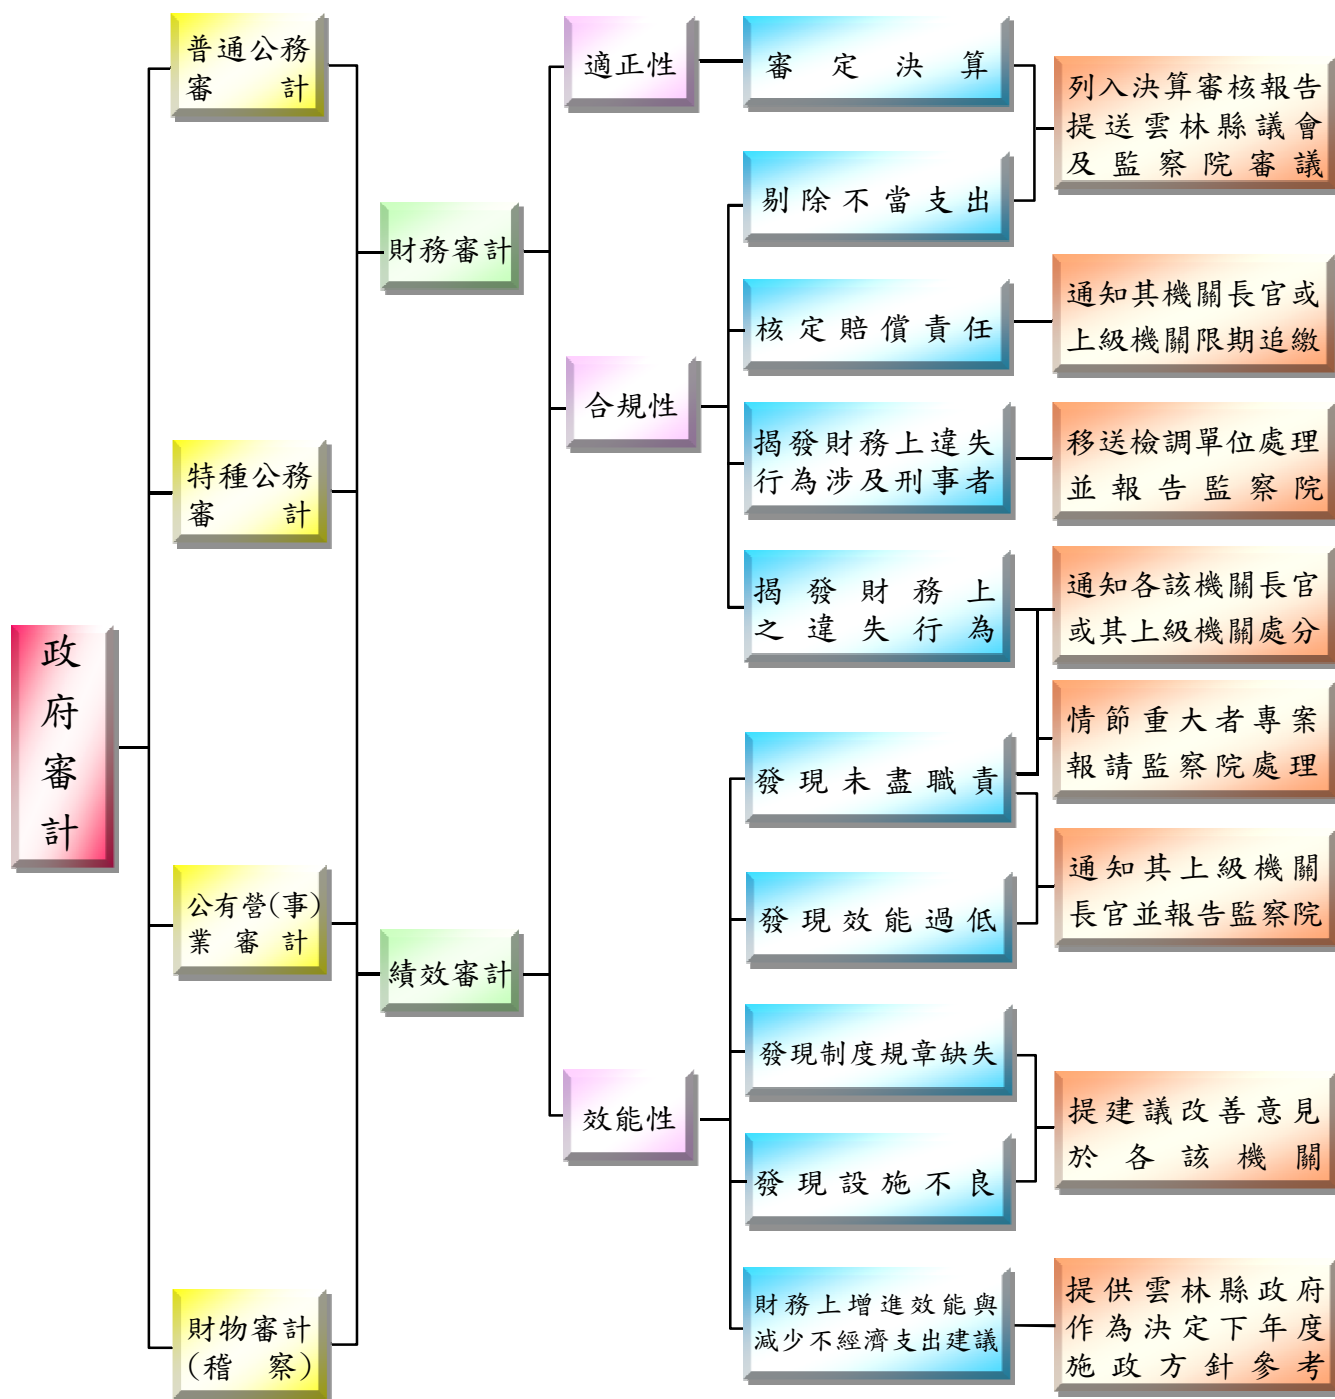 政府審計
普通公務
審計
特種公務
審計
公有營(事)
業審計
財物審計
(稽察)
財務審計
績效審計
適正性
合規性
效能性
審定決算
剔除不當支出
核定賠償責任
揭發財務上違失
行為涉及刑事者
揭發財務上
之違失行為
發現未盡職責
發現效能過低
發現制度規章缺失
發現設施不良
財務上增進效能與
減少不經濟支出建議
列入決算審核報告
提送雲林縣議會
及監察院審議
通知其機關長官或
上級機關限期追繳
移送檢調單位處理
並報告監察院
通知各該機關長官
或其上級機關處分
情節重大者專案
報請監察院處理
通知其上級機關
長官並報告監察院
提建議改善意見
於各該機關
提供雲林縣政府
作為決定下年度
施政方針參考